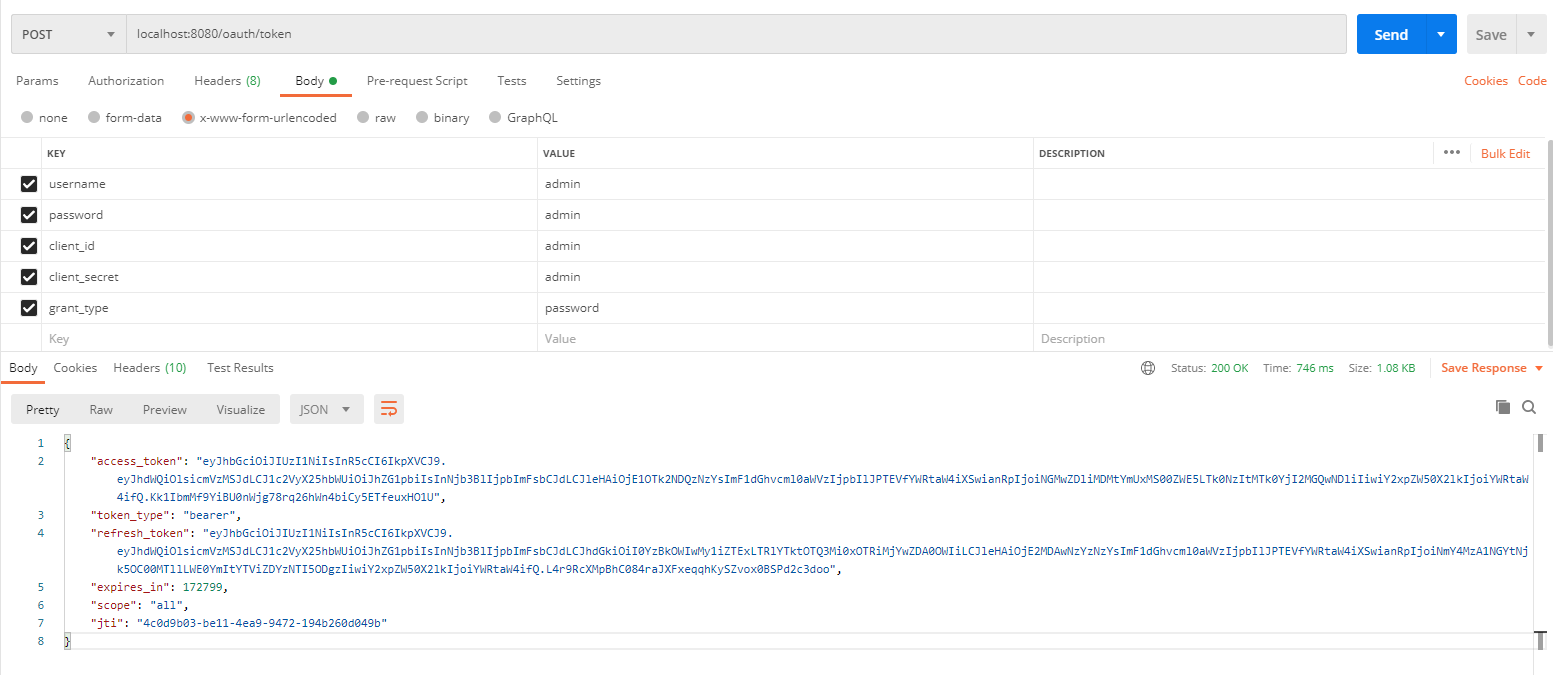 POST localhost:8080/oauth/token Send Save
Params Authorization Headers (8) Body Pre-request Script Tests Settings Cookies Code
none form-data x-www-form-urlencoded raw binary GraphQL
KEY VALUE DESCRIPTION ••• Bulk Edit
username admin
password admin
client_id admin
client_secret admin
grant_type password
Key Value Description
Body Cookies Headers (10) Test Results Status: 200 OK Time: 746 ms Size: 1.08 KB Save Response
Pretty Raw Preview Visualize JSON
1 {
2 "access_token": "eyJhbGciOiJIUzI1NiIsInR5cCI6IkpXVCJ9.
eyJhdWQiOlsicmVzMSJdLCJ1c2VyX25hbWUiOiJhZG1pbiIsInNjb3BlIjpbImFsbCJdLCJleHAiOjE1OTk2NDQzNzYsImF1dGhvcml0aWVzIjpbIlJPTEVfYWRtaW4iXSwianRpIjoiNGMwZDliMDMtYmUxMS00ZWE5LTk0NzItMTk0YjI2MGQwNDliIiwiY2xpZW50X2lkIjoiYWRtaW
4ifQ.Kk1IbmMf9YiBU0nWjg78rq26hWn4biCy5ETfeuxHO1U",
3 "token_type": "bearer",
4 "refresh_token": "eyJhbGciOiJIUzI1NiIsInR5cCI6IkpXVCJ9.
eyJhdWQiOlsicmVzMSJdLCJ1c2VyX25hbWUiOiJhZG1pbiIsInNjb3BlIjpbImFsbCJdLCJhdGkiOiI0YzBkOWIwMy1iZTExLTRlYTktOTQ3Mi0xOTRiMjYwZDA0OWIiLCJleHAiOjE2MDAwNzYzNzYsImF1dGhvcml0aWVzIjpbIlJPTEVfYWRtaW4iXSwianRpIjoiNmY4MzA1NGYtNj
k5OC00MTllLWE0YmItYTViZDYzNTI5ODgzIiwiY2xpZW50X2lkIjoiYWRtaW4ifQ.L4r9RcXMpBhC084raJXFxeqqhKySZvox0BSPd2c3doo",
5 "expires_in": 172799,
6 "scope": "all",
7 "jti": "4c0d9b03-be11-4ea9-9472-194b260d049b"
8 }